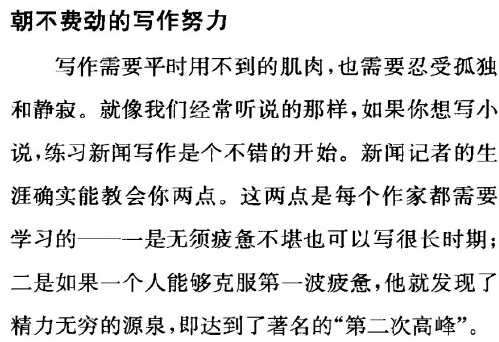 朝不费劲的写作努力
写作需要平时用不到的肌肉，也需要忍受孤独
和静寂。就像我们经常听说的那样，如果你想写小
说，练习新闻写作是个不错的开始。新闻记者的生
涯确实能教会你两点。这两点是每个作家都需要
学习的——一是无须疲惫不堪也可以写很长时期；
二是如果一个人能够克服第一波疲惫，他就发现了
精力无穷的源泉，即达到了著名的“第二次高峰”。